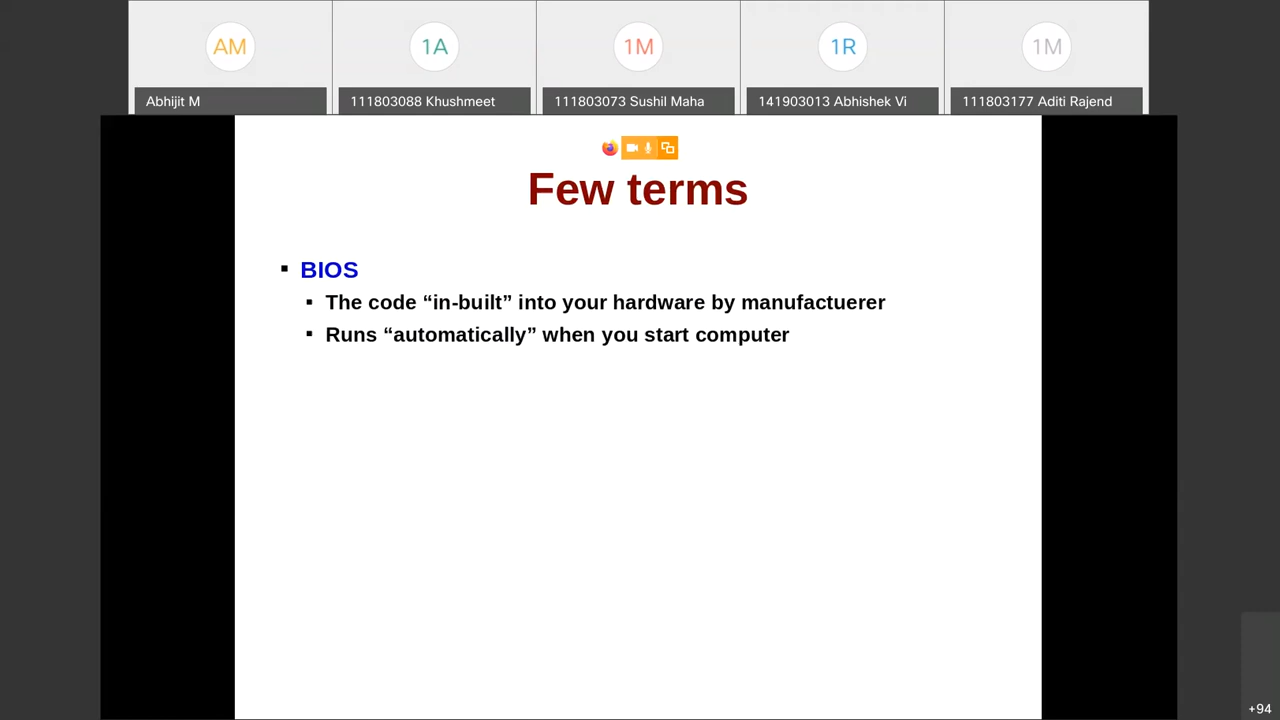 AM
1A
1M
1R
1M
Abhijit M
111803088 Khushmeet
111803073 Sushil Maha
141903013 Abhishek Vi
111803177 Aditi Rajend
Few terms
▪ BIOS
▪ The code “in-built” into your hardware by manufactuerer
▪ Runs “automatically” when you start computer
+94